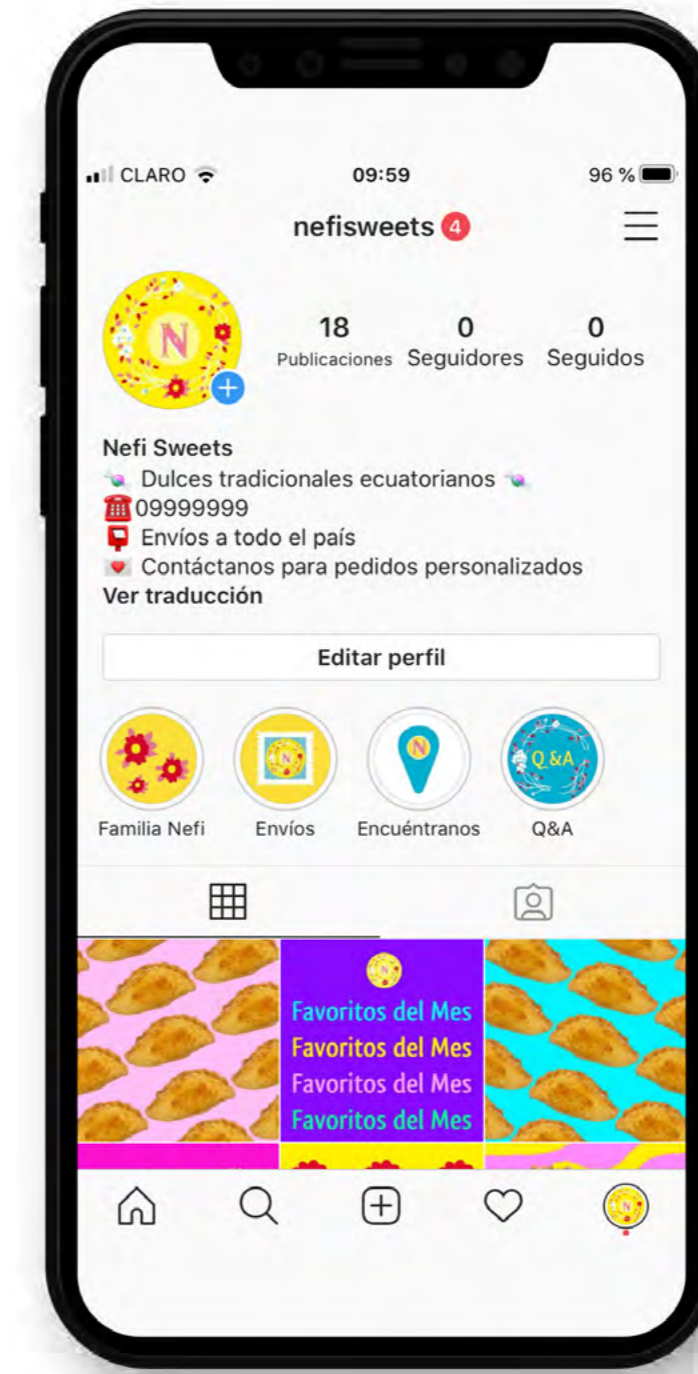 CLARO 09:59 96 %
nefisweets 4
N
18 0 0
Publicaciones Seguidores Seguidos
Nefi Sweets
Dulces tradicionales ecuatorianos
09999999
Envíos a todo el país
Contáctanos para pedidos personalizados
Ver traducción
Editar perfil
N N Q &A
Familia Nefi Envíos Encuéntranos Q&A
N
Favoritos del Mes
Favoritos del Mes
Favoritos del Mes
Favoritos del Mes
N